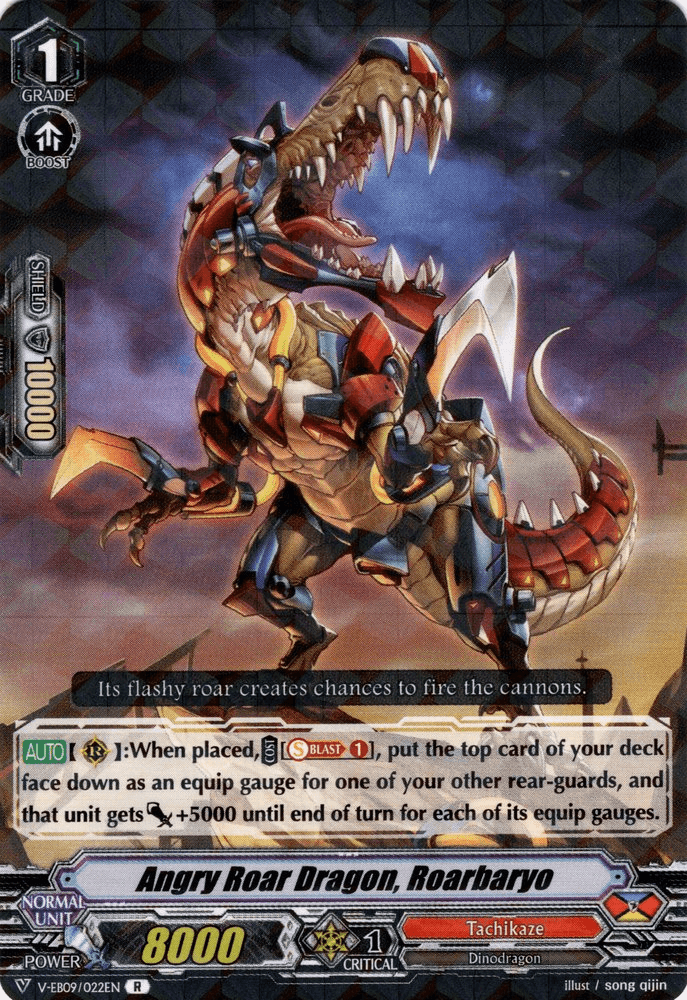 1
GRADE
BOOST
SHIELD
10000
Its flashy roar creates chances to fire the cannons.
AUTO【 R 】:When placed, COST [S BLAST 1], put the top card of your deck
face down as an equip gauge for one of your other rear-guards, and
that unit gets +5000 until end of turn for each of its equip gauges.
Angry Roar Dragon, Roarbaryo
NORMAL
UNIT
POWER
8000
1
CRITICAL
Tachikaze
Dinodragon
V-EB09/022EN R
illust / song qijin